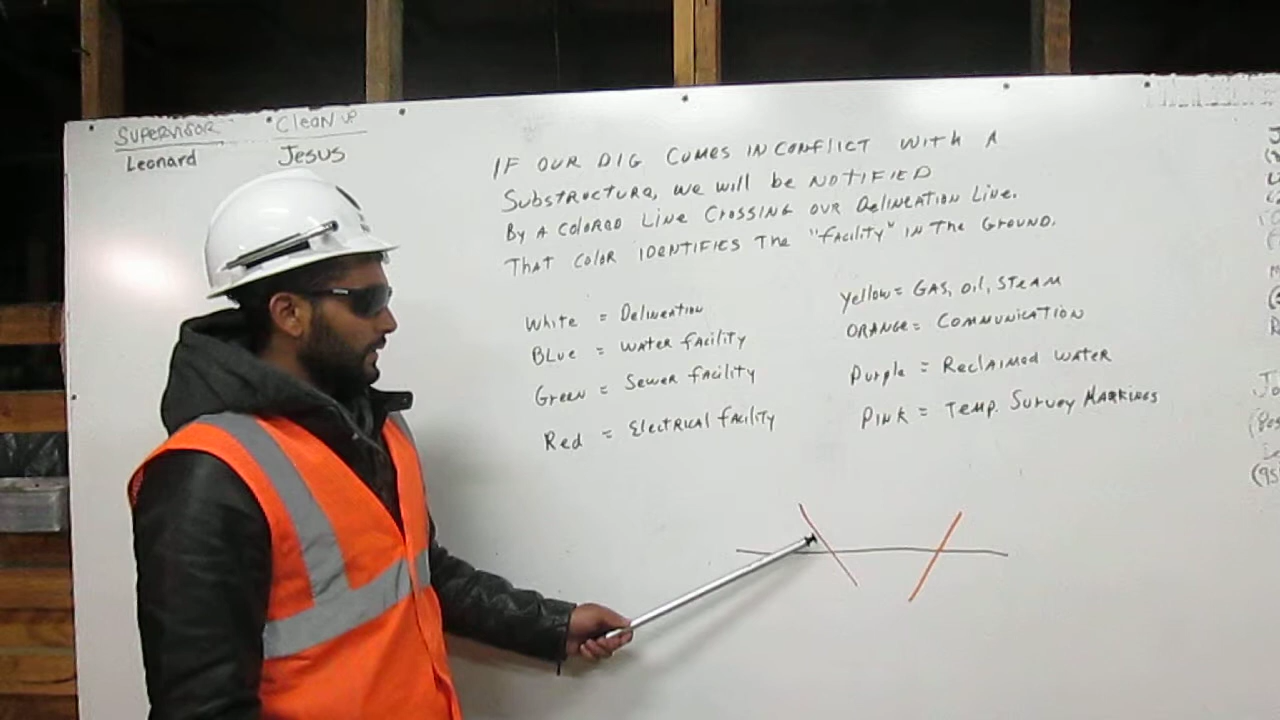 SUPERVISOR
Leonard
Clean up
Jesus
IF OUR DIG COMES IN CONFLICT WITH A
Substructure, we will be NOTIFIED
By A COLORED LINE CROSSING OUR DELINEATION LINE.
THAT COLOR IDENTIFIES THE "facility" IN THE GROUND.
White = Delineation
BLUE = WATER facility
Green = Sewer facility
Red = Electrical facility
Yellow = GAS, OIL, STEAM
ORANGE = COMMUNICATION
Purple = Reclaimed WATER
PINK = Temp. Survey MARKINGS